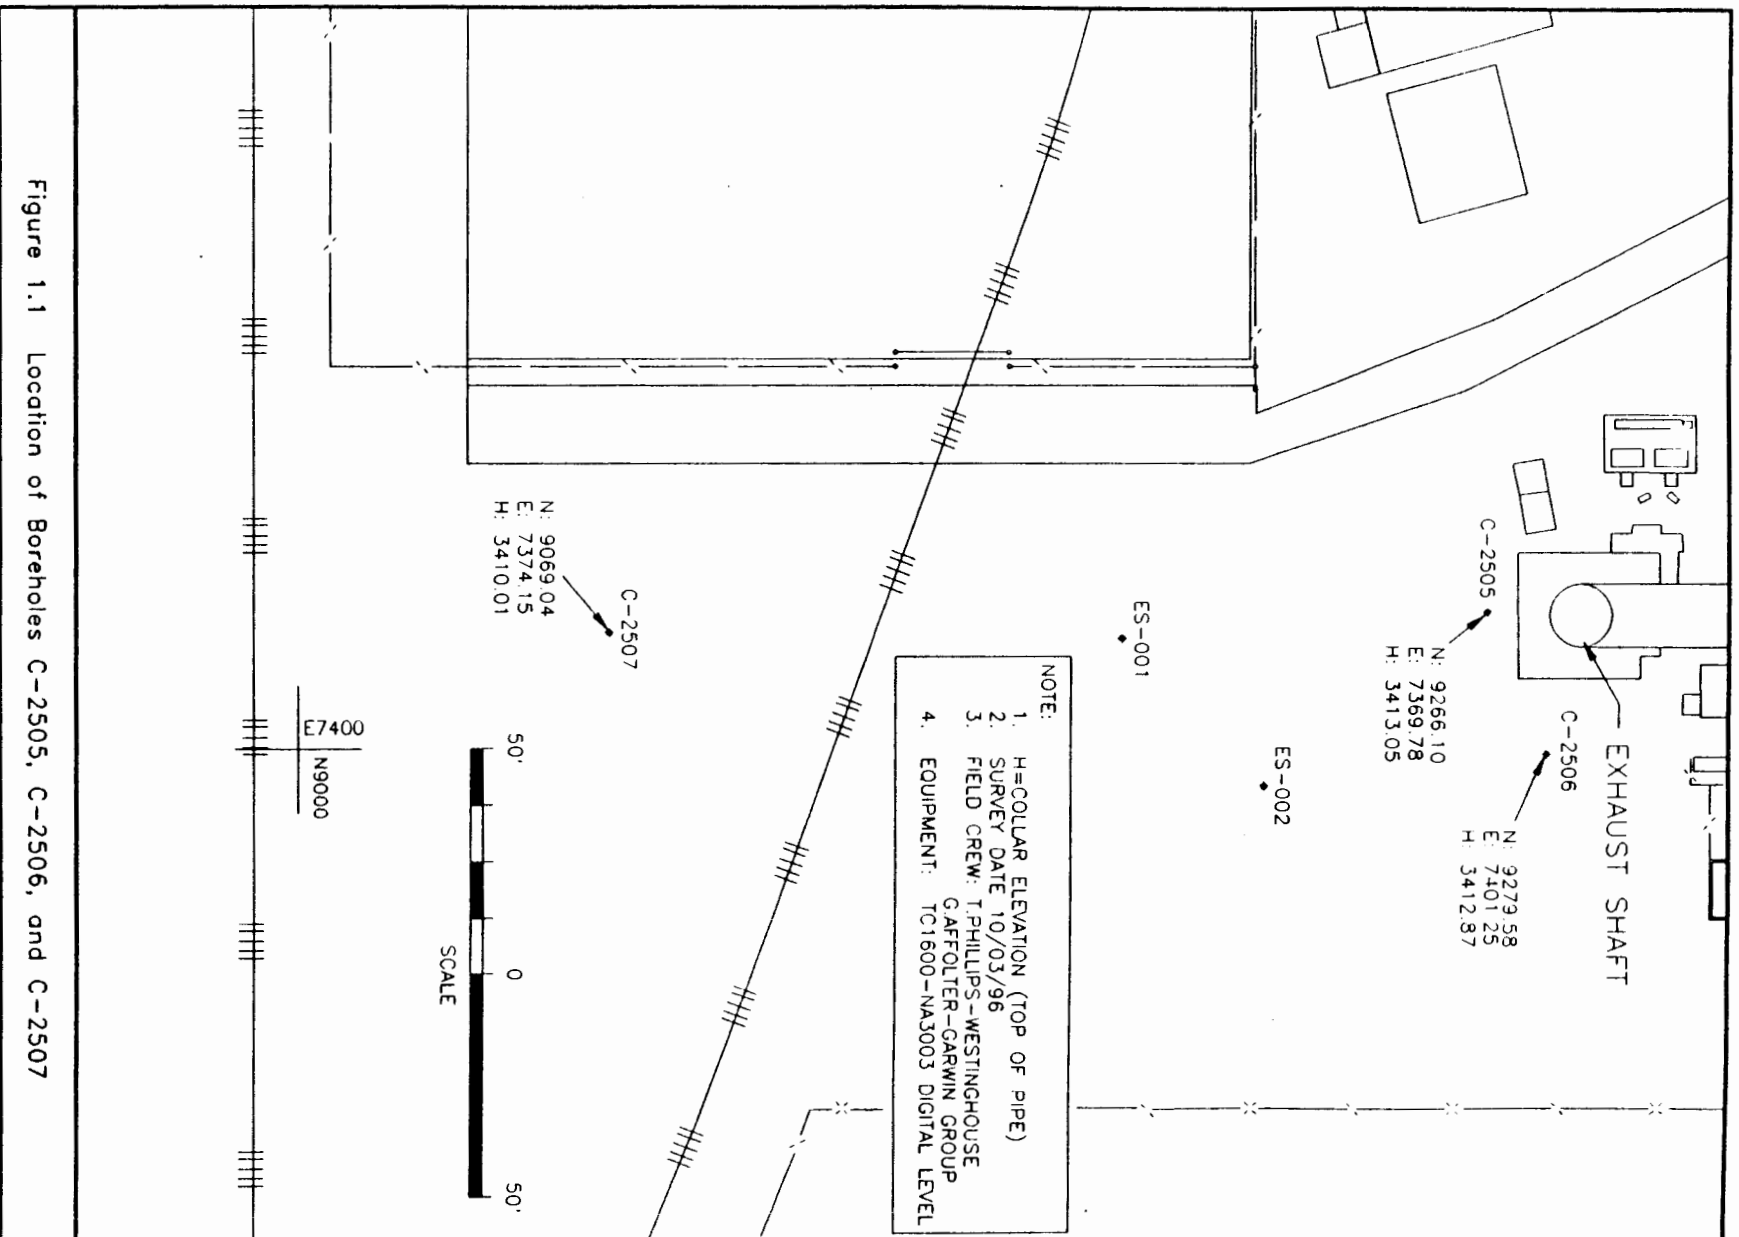 EXHAUST SHAFT
C-2506
N: 9279.58
E: 7401 25
H: 3412.87
C-2505
N: 9266.10
E: 7369.78
H: 3413.05
ES-002
ES-001
NOTE:
1. H=COLLAR ELEVATION (TOP OF PIPE)
2. SURVEY DATE 10/03/96
3. FIELD CREW: T.PHILLIPS-WESTINGHOUSE
G.AFFOLTER-GARWIN GROUP
4. EQUIPMENT: TC1600-NA3003 DIGITAL LEVEL
C-2507
N: 9069.04
E: 7374.15
H: 3410.01
50' 0 50'
SCALE
E7400
N9000
Figure 1.1 Location of Boreholes C-2505, C-2506, and C-2507